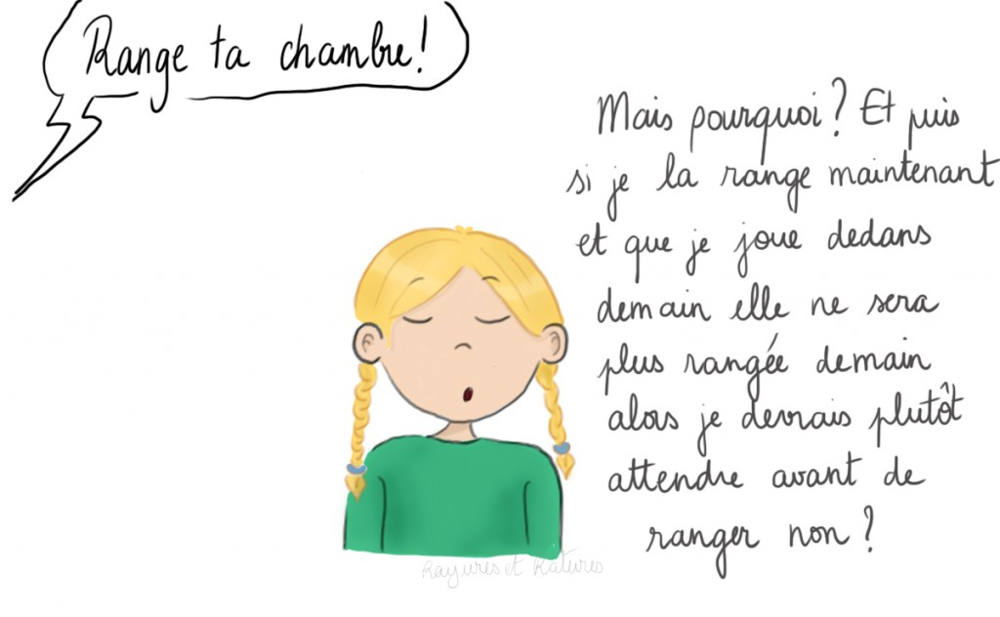 Range ta chambre!
Mais pourquoi? Et puis
si je la range maintenant
et que je joue dedans
demain elle ne sera
plus rangée demain
alors je devrais plutôt
attendre avant de
ranger non?
Rayures et Ratures